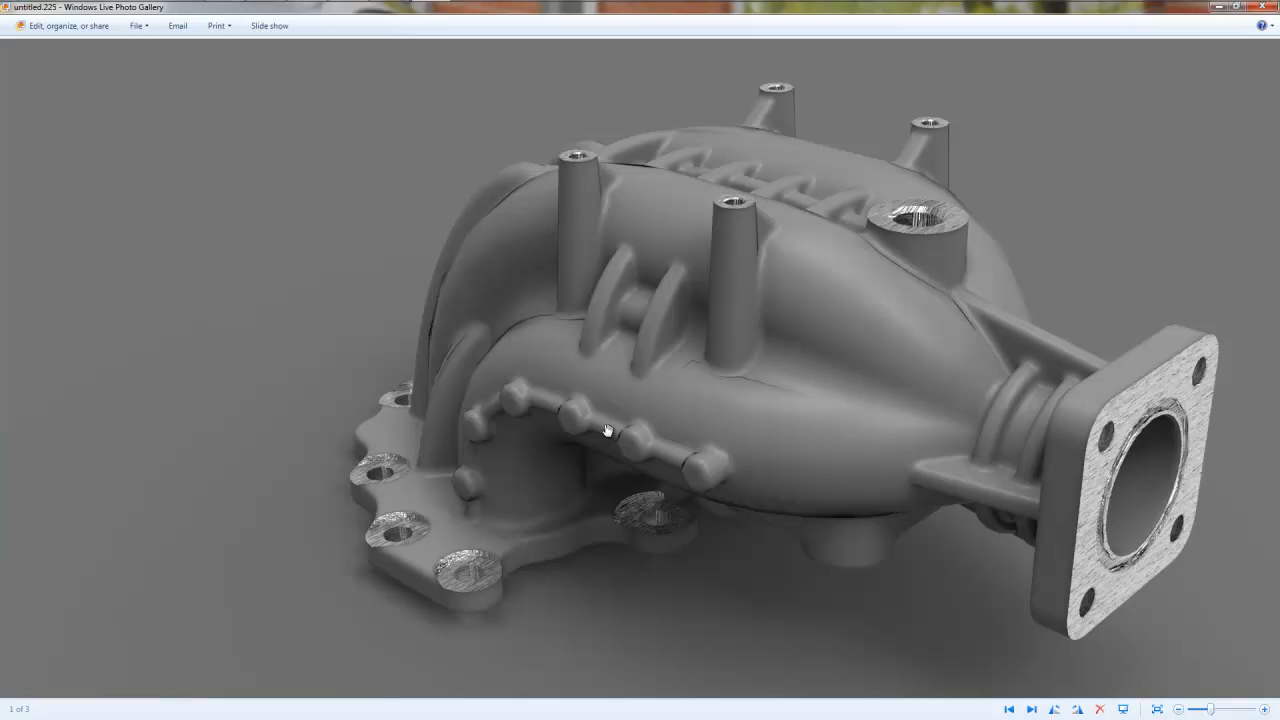 untitled.225 - Windows Live Photo Gallery
Edit, organize, or share File Email Print Slide show
1 of 3